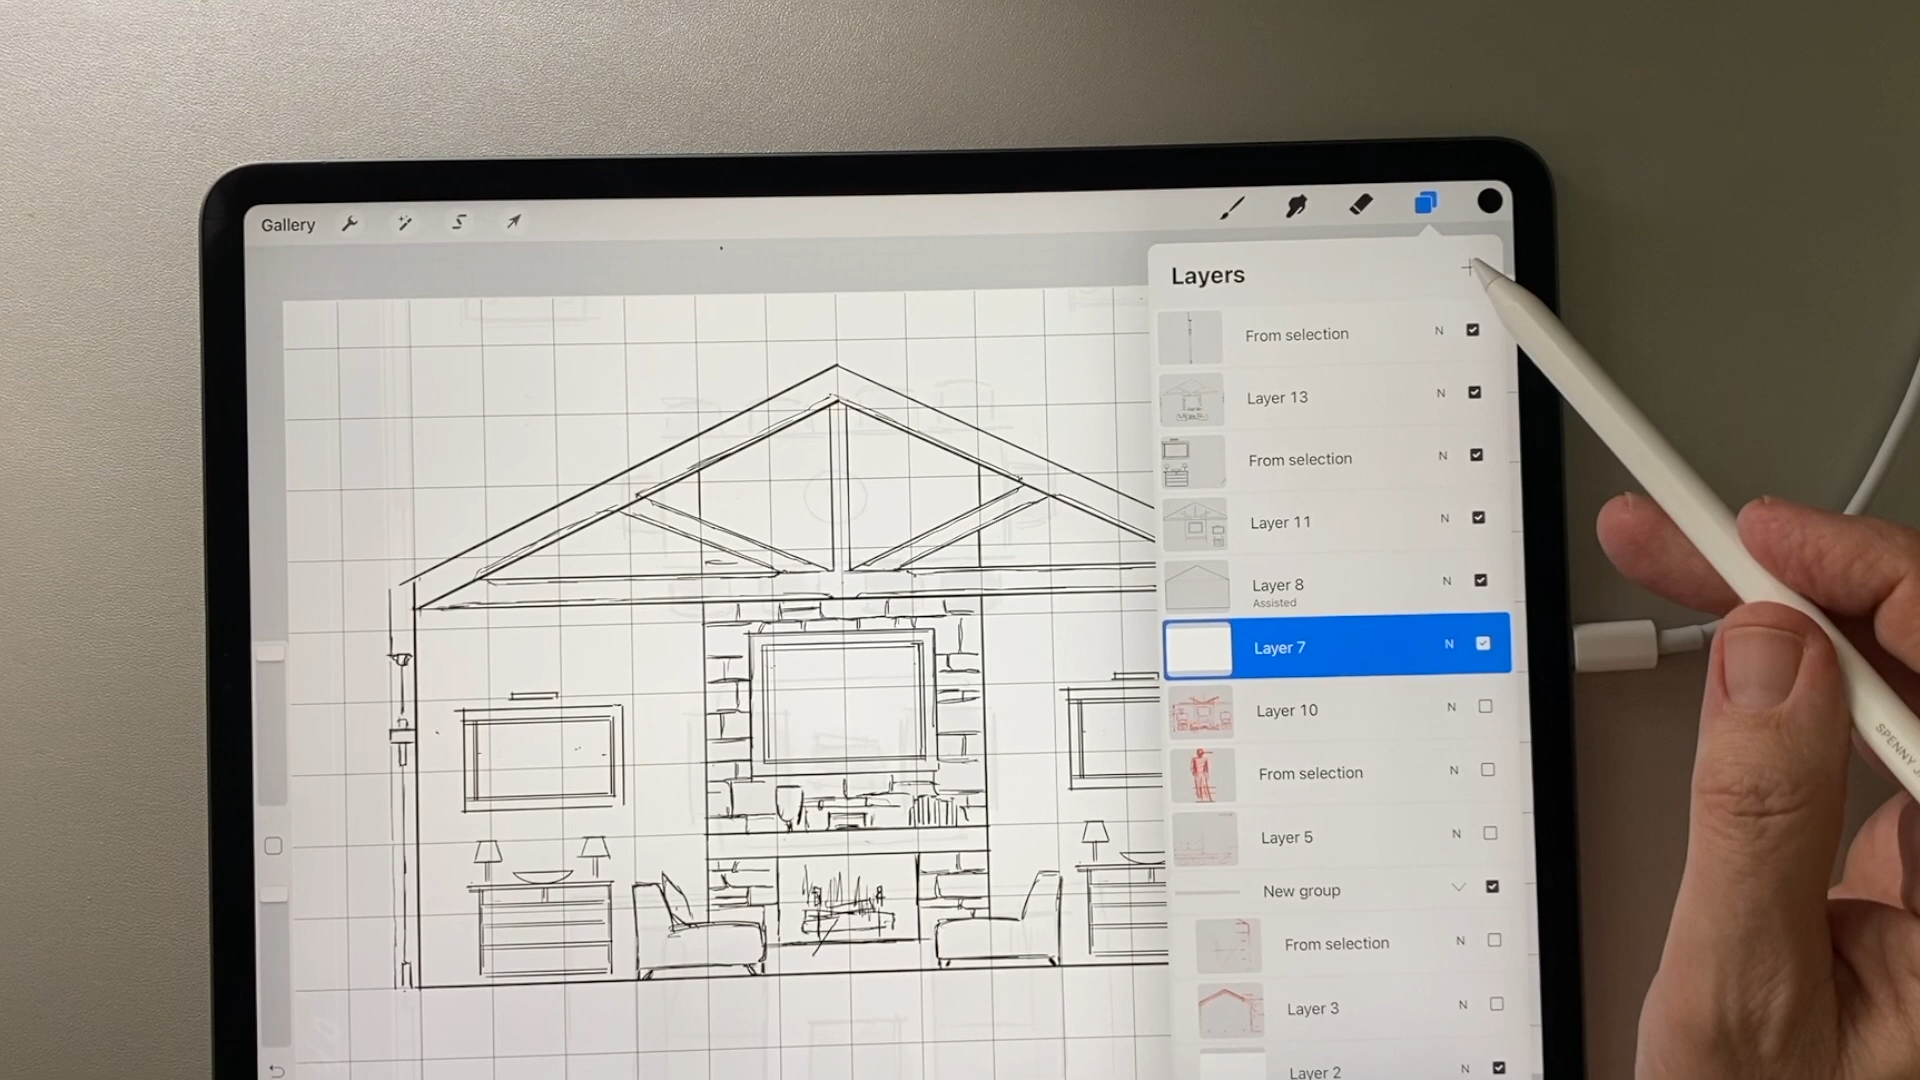 Gallery
Layers
From selection N
Layer 13 N
From selection N
Layer 11 N
Layer 8 N
Assisted
Layer 7 N
Layer 10 N
From selection N
Layer 5 N
New group
From selection N
Layer 3 N
Layer 2 N
SPENNY